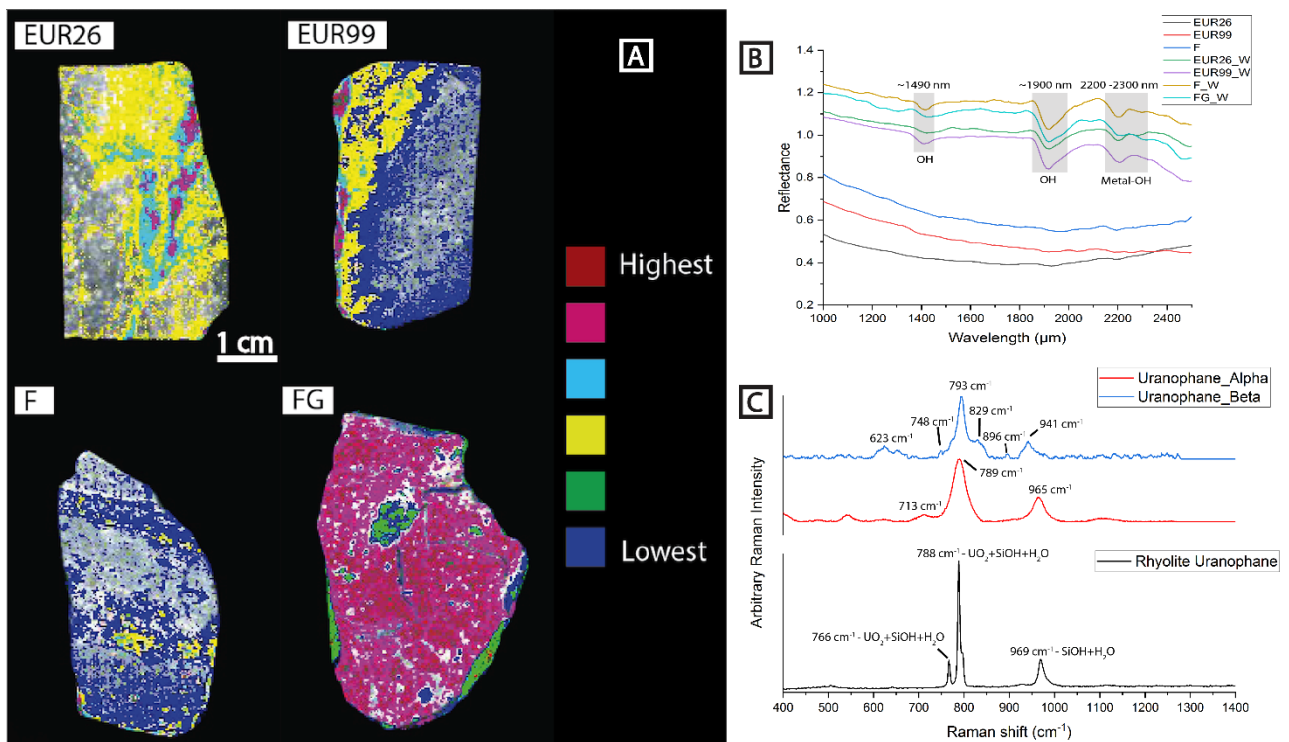 EUR26
EUR99
A
Highest
Lowest
1 cm
F
FG
B
EUR26
EUR99
F
EUR26_W
EUR99_W
F_W
FG_W
~1490 nm
~1900 nm
2200 -2300 nm
OH
OH
Metal-OH
Reflectance
1.4
1.2
1.0
0.8
0.6
0.4
0.2
1000 1200 1400 1600 1800 2000 2200 2400
Wavelength (µm)
C
Uranophane_Alpha
Uranophane_Beta
793 cm⁻
748 cm⁻¹
829 cm⁻¹
623 cm⁻¹
896 cm⁻¹
941 cm⁻¹
789 cm⁻¹
713 cm⁻¹
965 cm⁻¹
788 cm⁻¹ - UO₂+SiOH+H₂O
Rhyolite Uranophane
766 cm⁻¹ - UO₂+SiOH+H₂O
969 cm⁻¹ - SiOH+H₂O
Arbitrary Raman Intensity
400 500 600 700 800 900 1000 1100 1200 1300 1400
Raman shift (cm⁻¹)